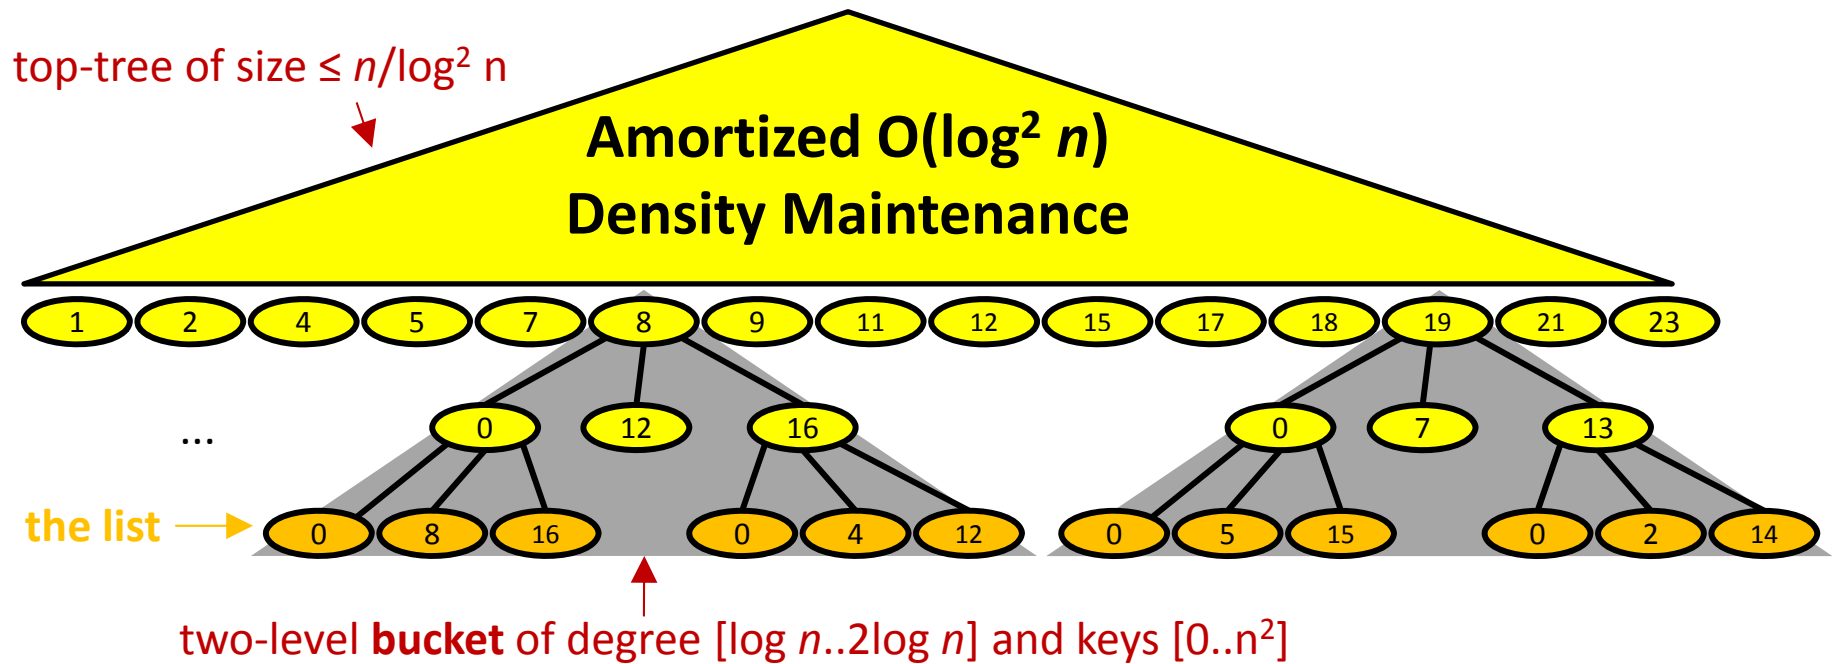 top-tree of size ≤ n/log² n
Amortized O(log² n)
Density Maintenance
1 2 4 5 7 8 9 11 12 15 17 18 19 21 23
... 0 12 16 0 7 13
the list 0 8 16 0 4 12 0 5 15 0 2 14
two-level bucket of degree [log n..2log n] and keys [0..n²]